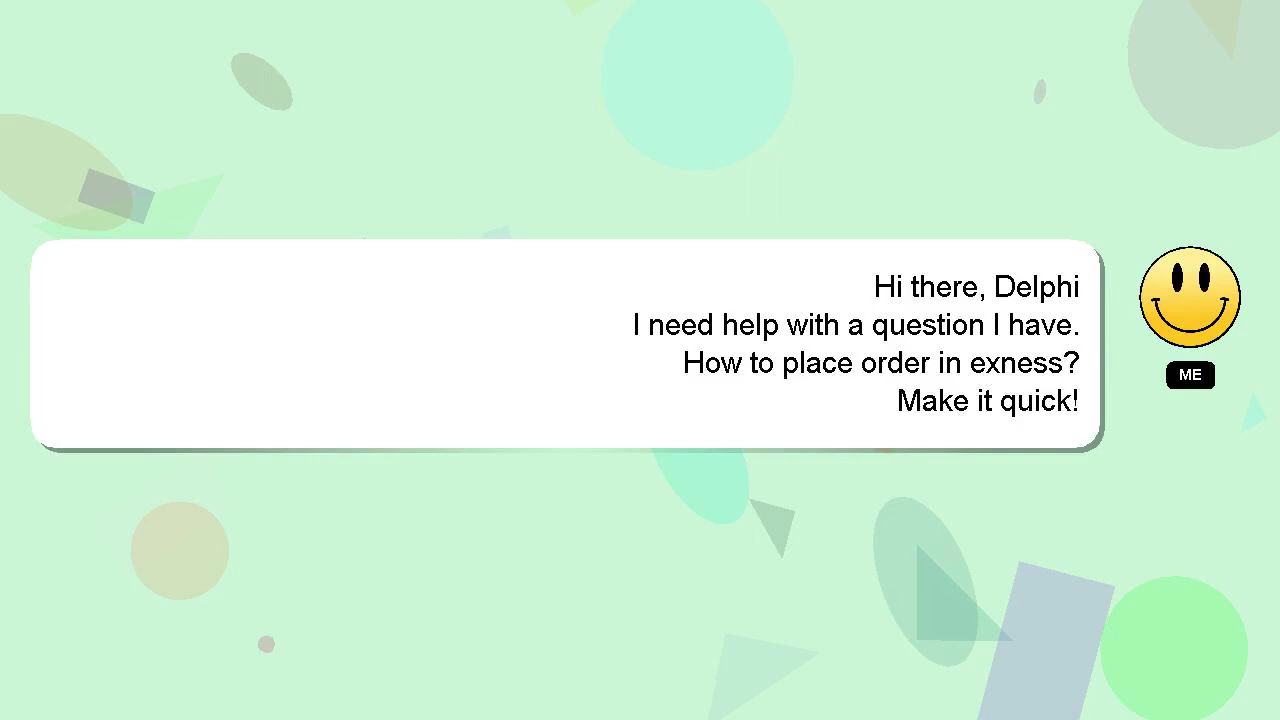 Hi there, Delphi
I need help with a question I have.
How to place order in exness?
Make it quick!
ME